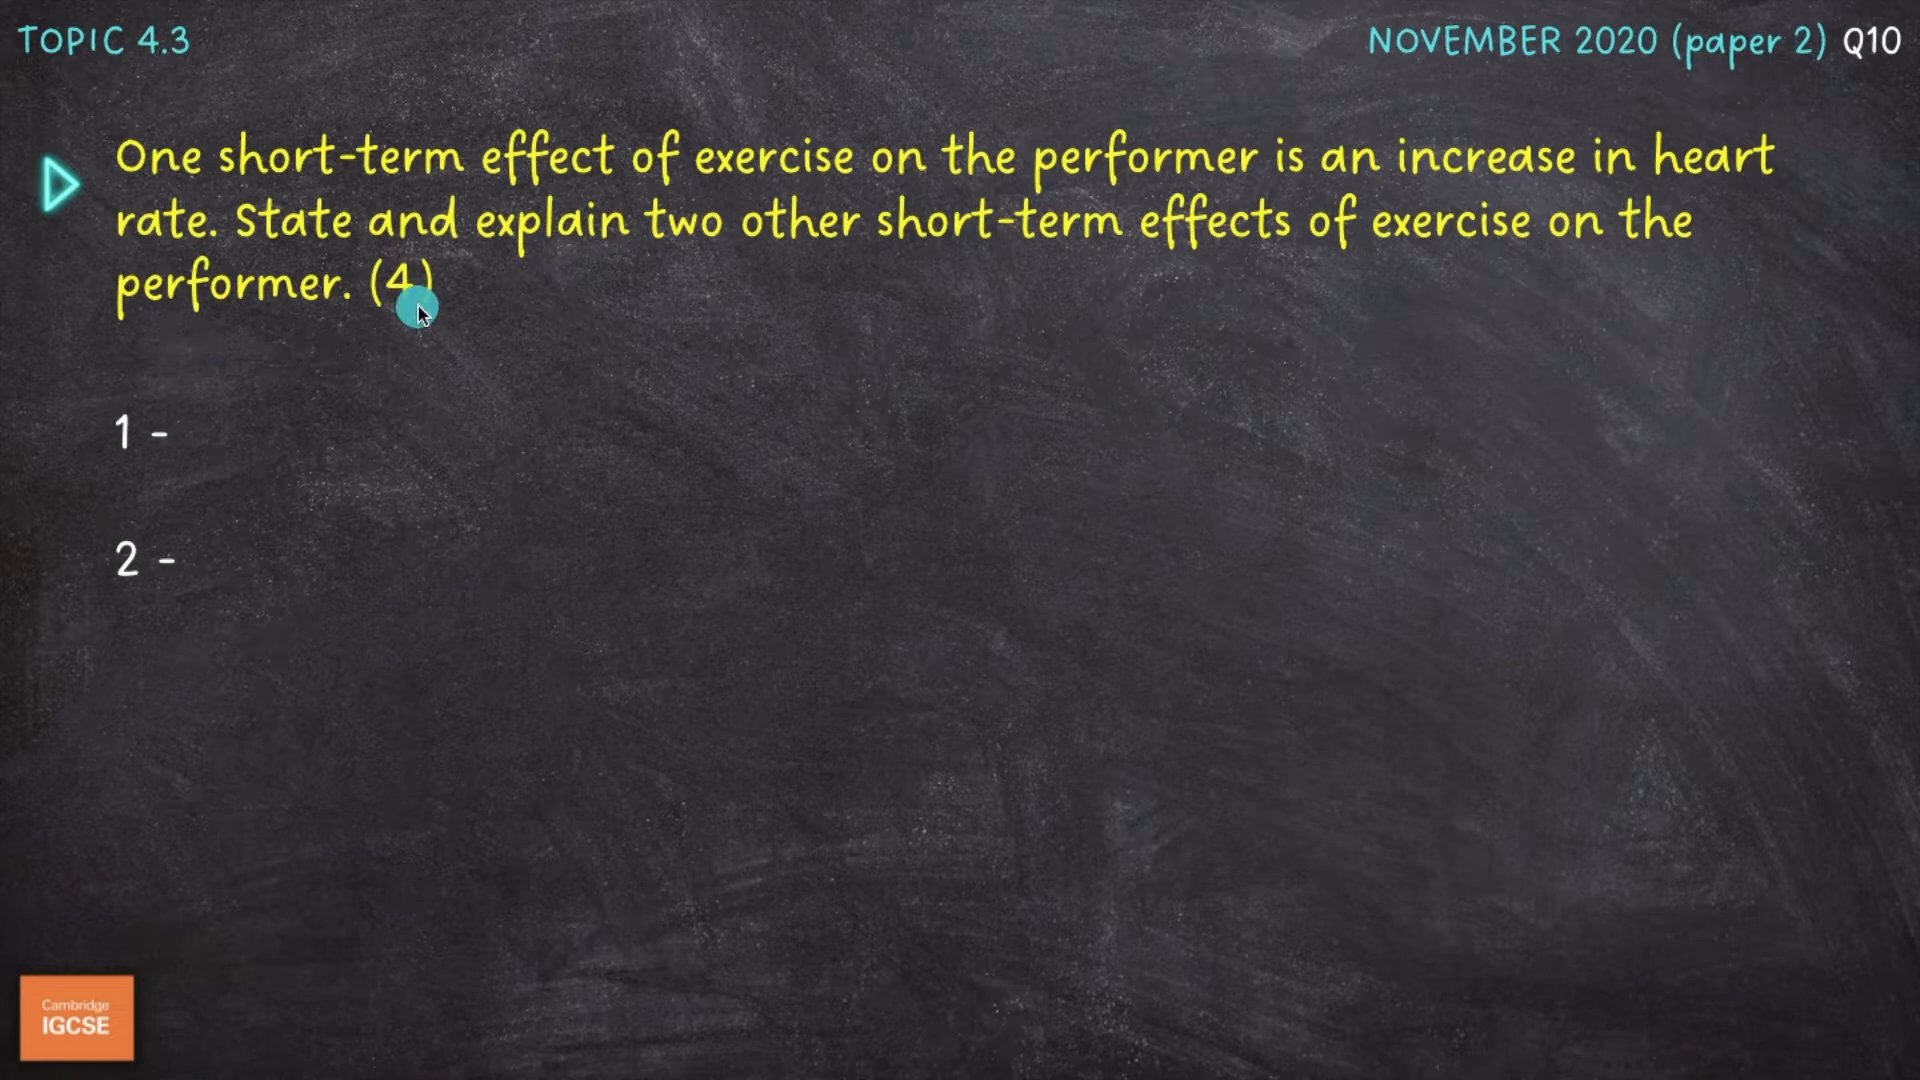 TOPIC 4.3
NOVEMBER 2020 (paper 2) Q10
One short-term effect of exercise on the performer is an increase in heart
rate. State and explain two other short-term effects of exercise on the
performer. (4)
1 -
2 -
Cambridge
IGCSE